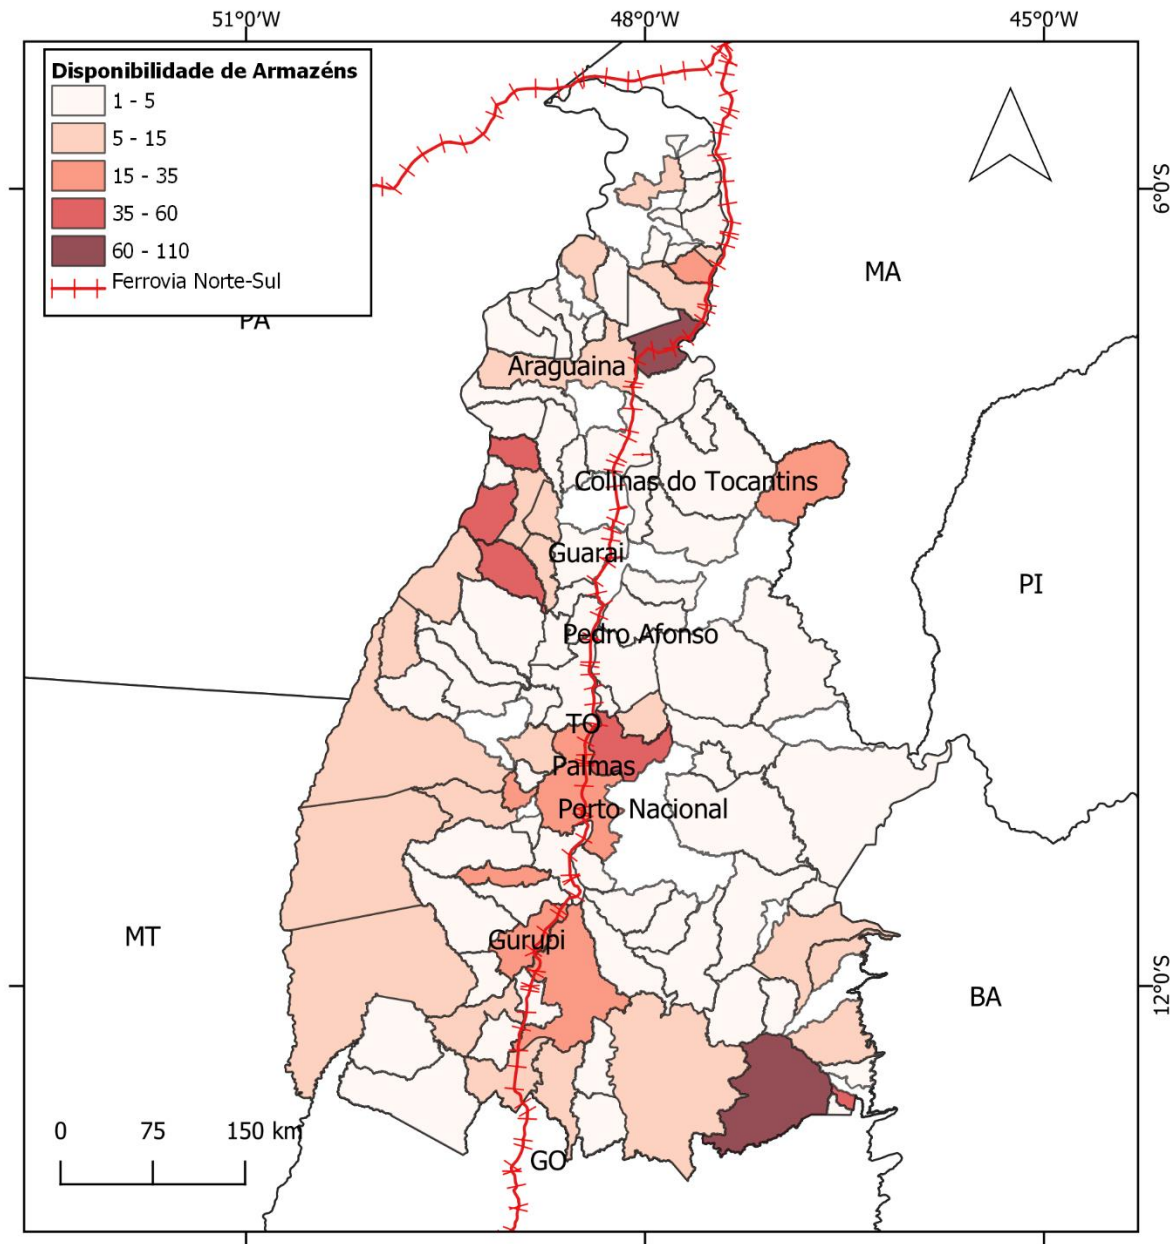 51°0'W
48°0'W
45°0'W
Disponibilidade de Armazéns
1 - 5
5 - 15
15 - 35
35 - 60
60 - 110
Ferrovia Norte-Sul
6°0'S
MA
PA
Araguaina
Colinas do Tocantins
Guarai
PI
Pedro Afonso
TO
Palmas
Porto Nacional
MT
Gurupi
12°0'S
BA
0 75 150 km
GO